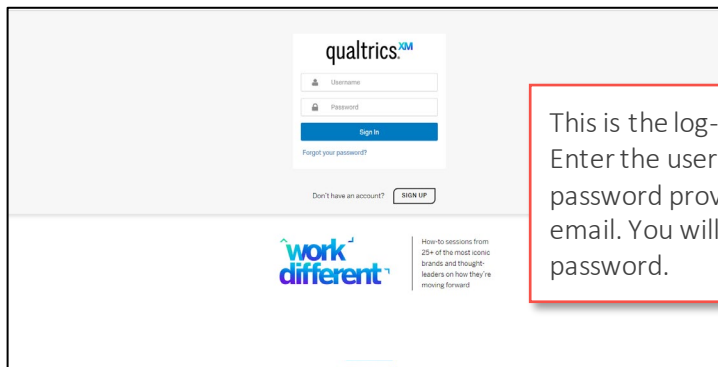 qualtrics.XM
Username
Password
Sign In
Forgot your password?
Don't have an account? SIGN UP
work
different
How-to sessions from
25+ of the most iconic
brands and thought-
leaders on how they're
moving forward
This is the log-
Enter the user
password prov
email. You will
password.